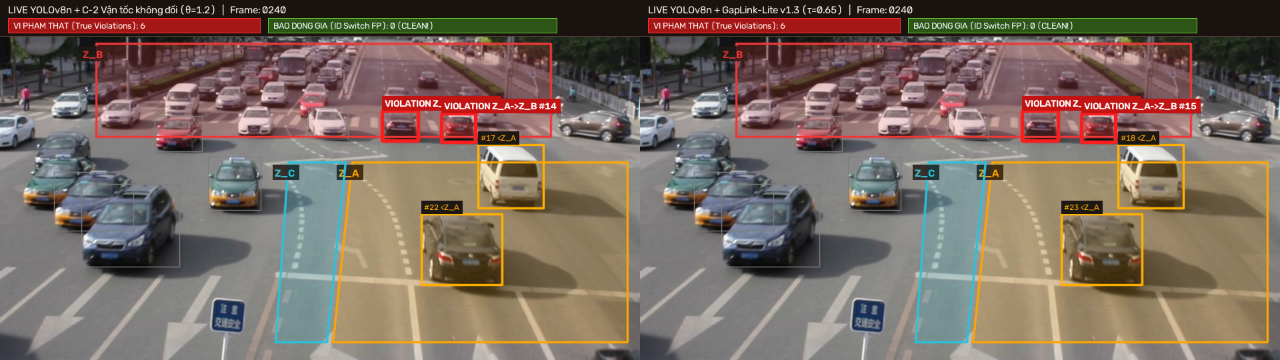 LIVE YOLOv8n + C-2 Vận tốc không đổi (θ=1.2) | Frame: 0240
VI PHAM THAT (True Violations): 6
BAO DONG GIA (ID Switch FP): 0 (CLEAN!)
Z_B
VIOLATION Z_
VIOLATION Z_A->Z_B #14
#17 <Z_A
Z_C
Z_A
#22 <Z_A
注意
交通安全
LIVE YOLOv8n + GapLink-Lite v1.3 (τ=0.65) | Frame: 0240
VI PHAM THAT (True Violations): 6
BAO DONG GIA (ID Switch FP): 0 (CLEAN!)
Z_B
VIOLATION Z_
VIOLATION Z_A->Z_B #15
#18 <Z_A
Z_C
Z_A
#23 <Z_A
注意
交通安全